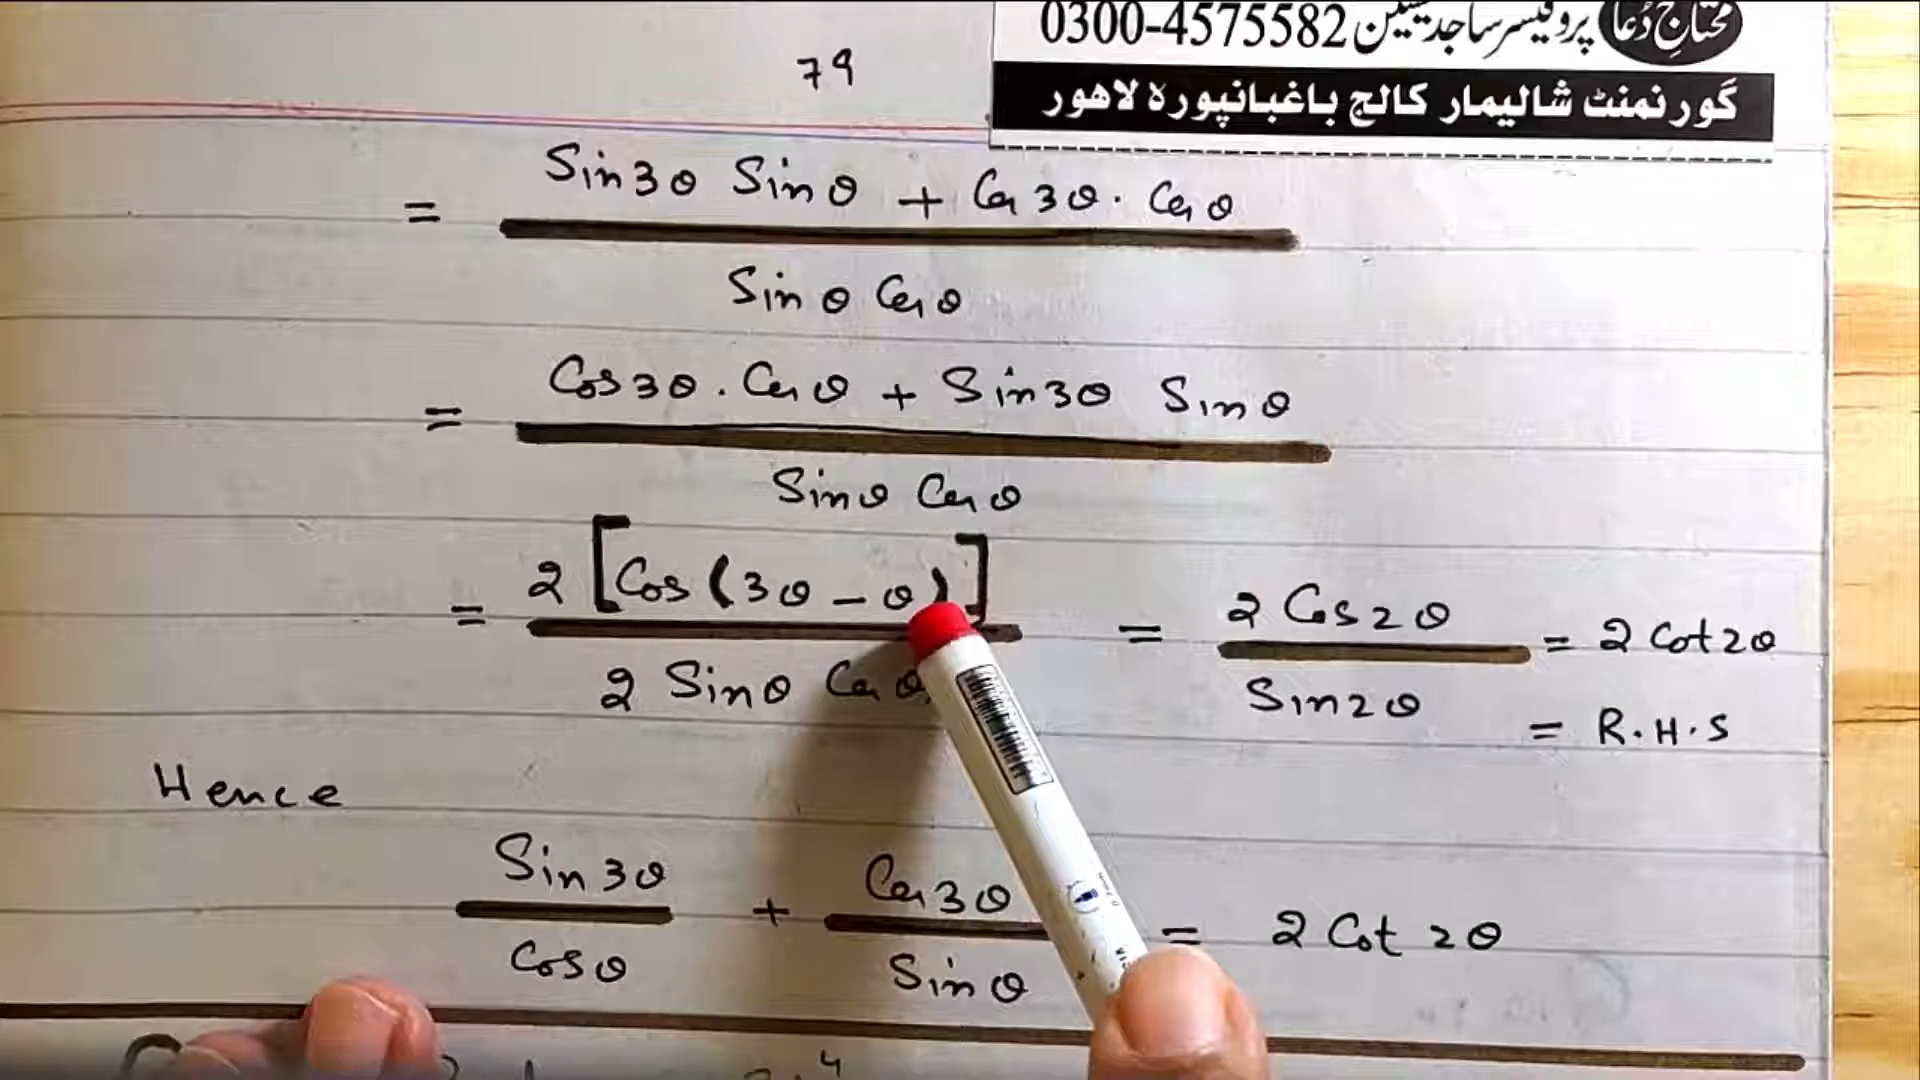 0300-4575582 پروفیسر ساجد یٰسین محتاجِ دُعا
گورنمنٹ شالیمار کالج باغبانپورہ لاہور
79
= Sin3θ Sinθ + Cos3θ . Cosθ
Sinθ Cosθ
= Cos3θ . Cosθ + Sin3θ Sinθ
Sinθ Cosθ
= 2 [Cos (3θ – θ)] = 2 Cos2θ = 2 Cot2θ
2 Sinθ Cosθ Sin2θ
= R.H.S
Hence
Sin3θ + Cos3θ = 2 Cot 2θ
Cosθ Sinθ